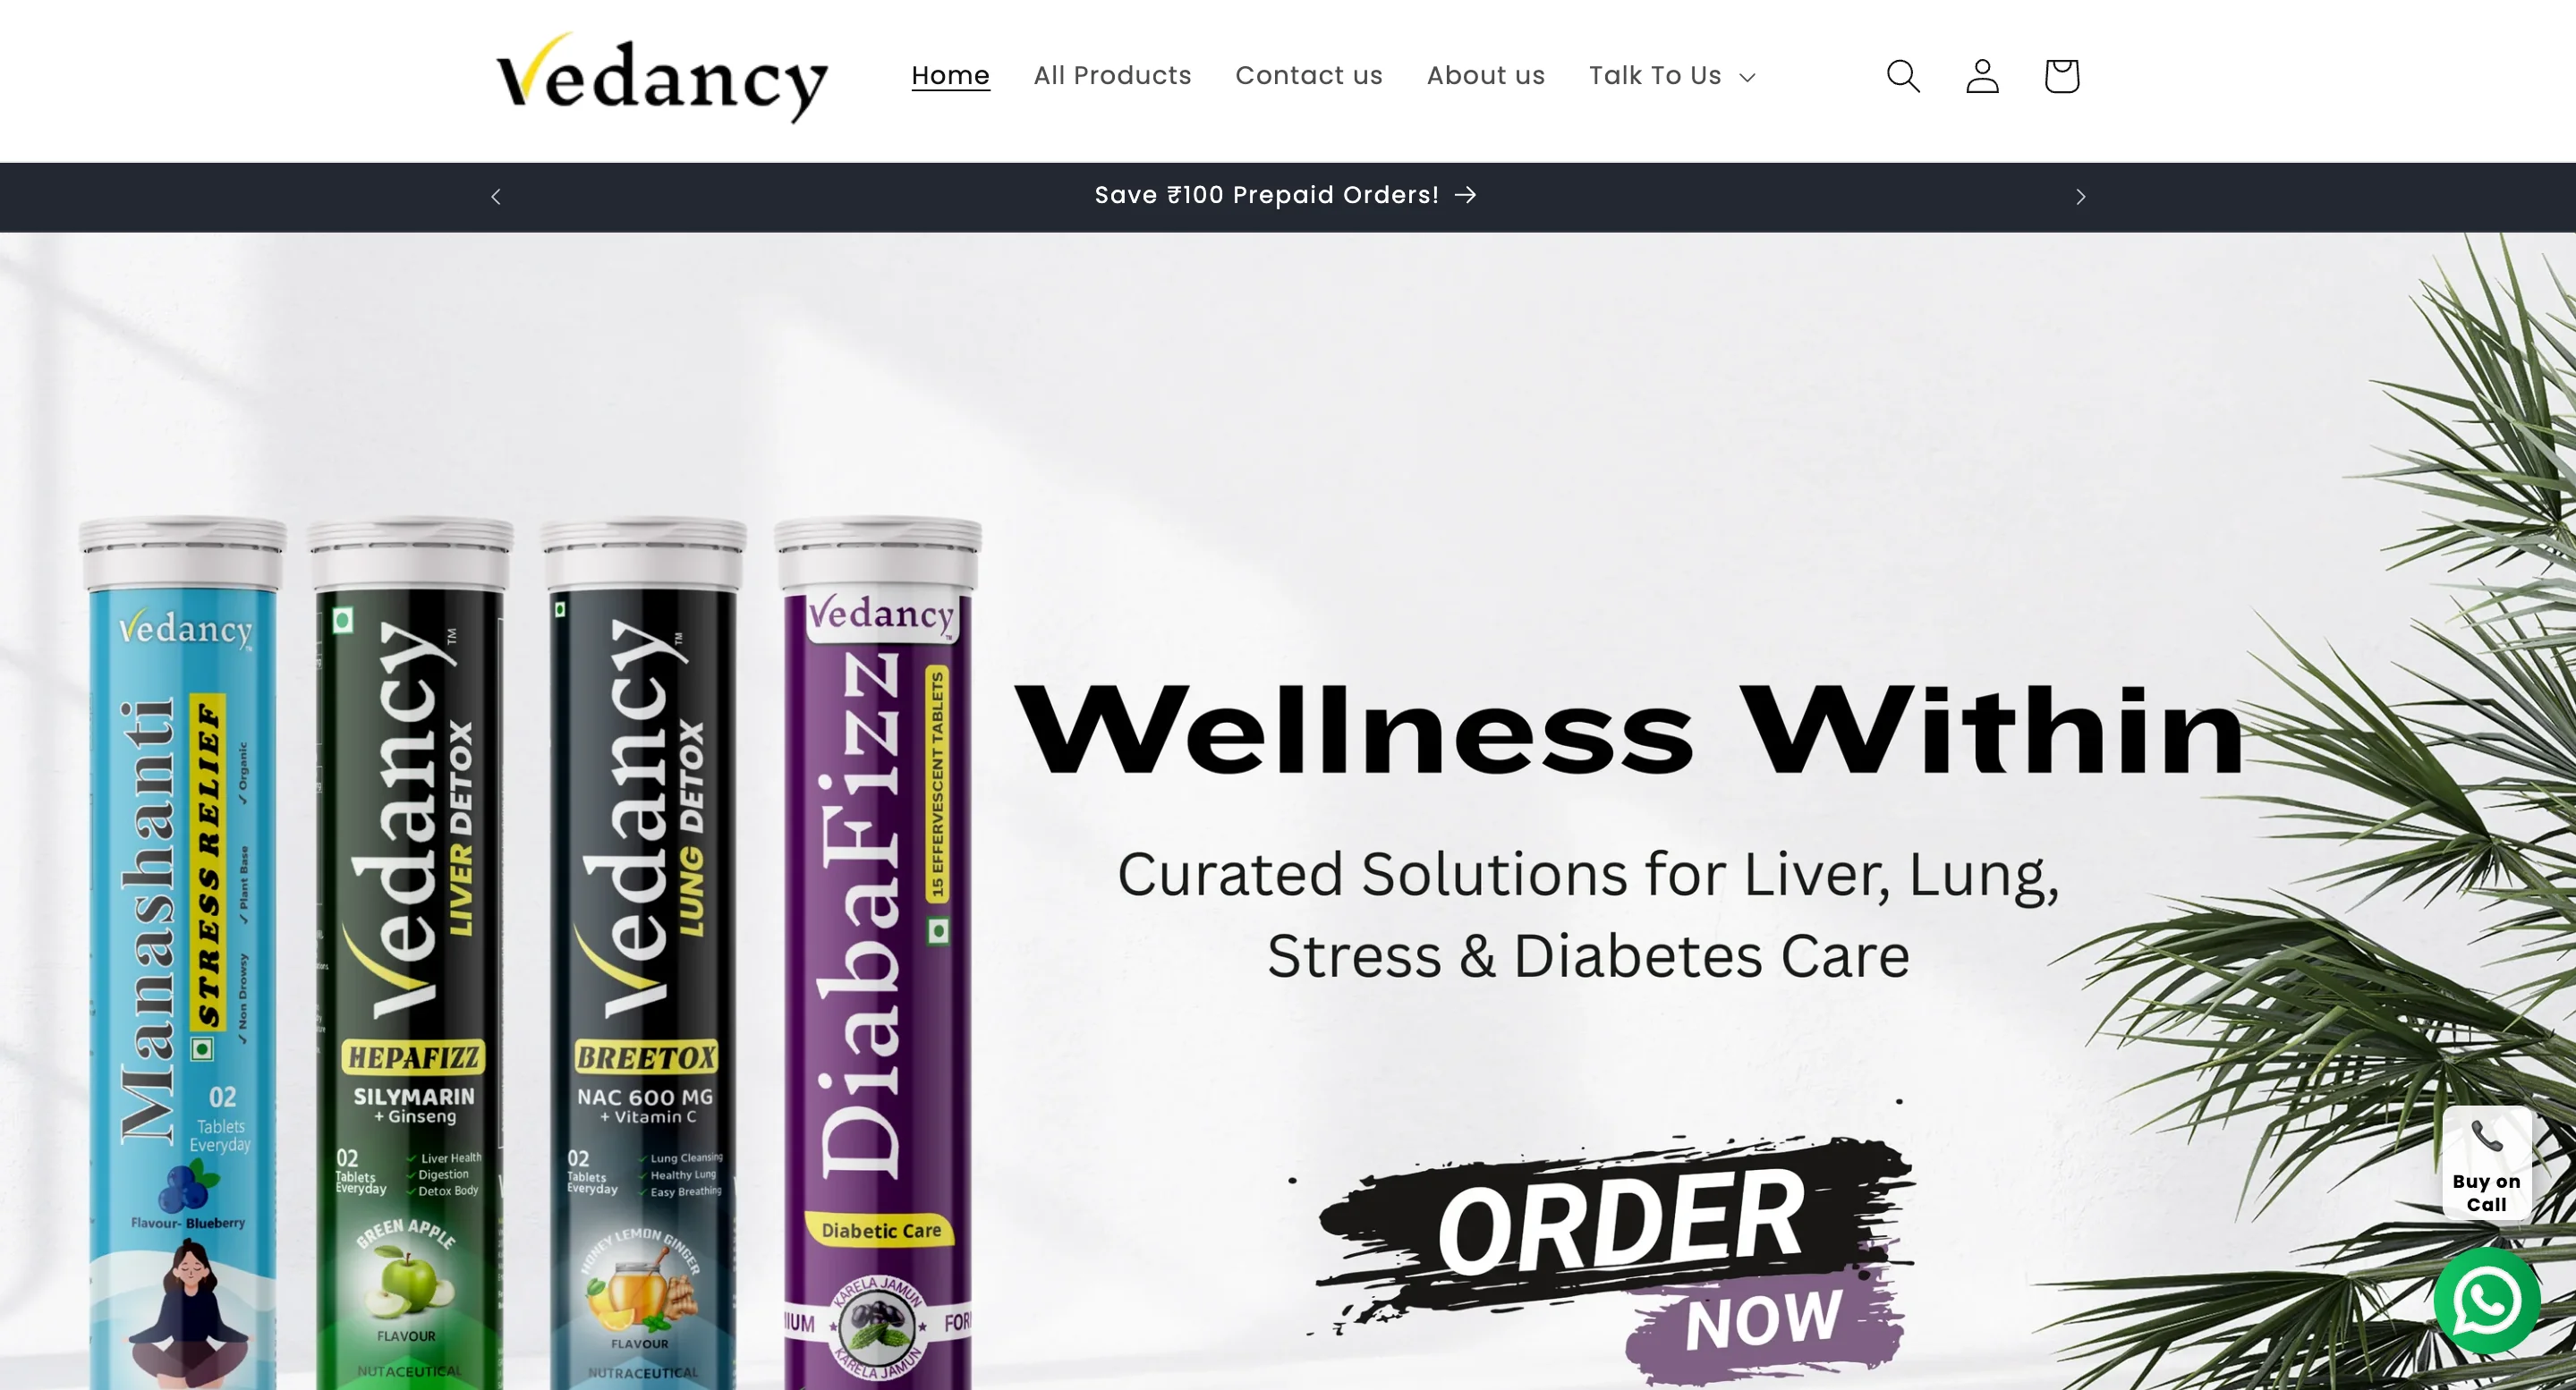 Vedancy
Home All Products Contact us About us Talk To Us
Save ₹100 Prepaid Orders!
Vedancy
Manashanti
STRESS RELIEF
✓ Non Drowsy ✓ Plant Base ✓ Organic
02
Tablets
Everyday
Flavour- Blueberry
Vedancy™
LIVER DETOX
HEPAFIZZ
SILYMARIN
+ Ginseng
02
Tablets
Everyday
Liver Health
Digestion
Detox Body
GREEN APPLE
FLAVOUR
NUTACEUTICAL
Vedancy™
LUNG DETOX
BREETOX
NAC 600 MG
+ Vitamin C
02
Tablets
Everyday
Lung Cleansing
Healthy Lung
Easy Breathing
HONEY LEMON GINGER
FLAVOUR
NUTRACEUTICAL
Vedancy
DiabaFizz
15 EFFERVESCENT TABLETS
Diabetic Care
KARELA JAMUN
KARELA JAMUN
Wellness Within
Curated Solutions for Liver, Lung,
Stress & Diabetes Care
ORDER
NOW
Buy on
Call